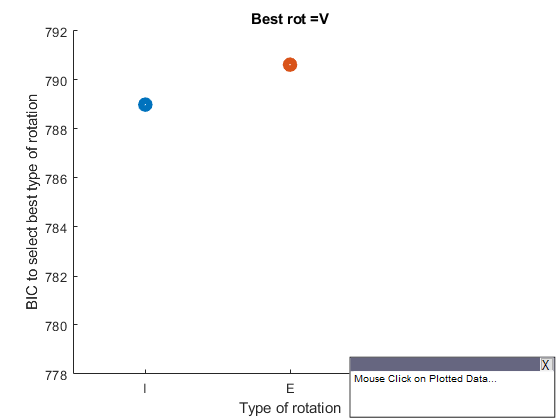 Best rot =V
BIC to select best type of rotation
792
790
788
786
784
782
780
778
I
E
Type of rotation
X
Mouse Click on Plotted Data...